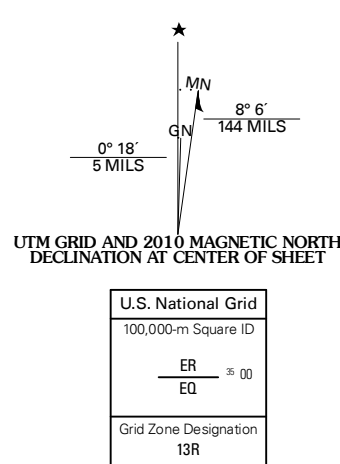 ★
MN
8° 6´
144 MILS
GN
0° 18´
5 MILS
UTM GRID AND 2010 MAGNETIC NORTH
DECLINATION AT CENTER OF SHEET
U.S. National Grid
100,000-m Square ID
ER
35 00
EQ
Grid Zone Designation
13R